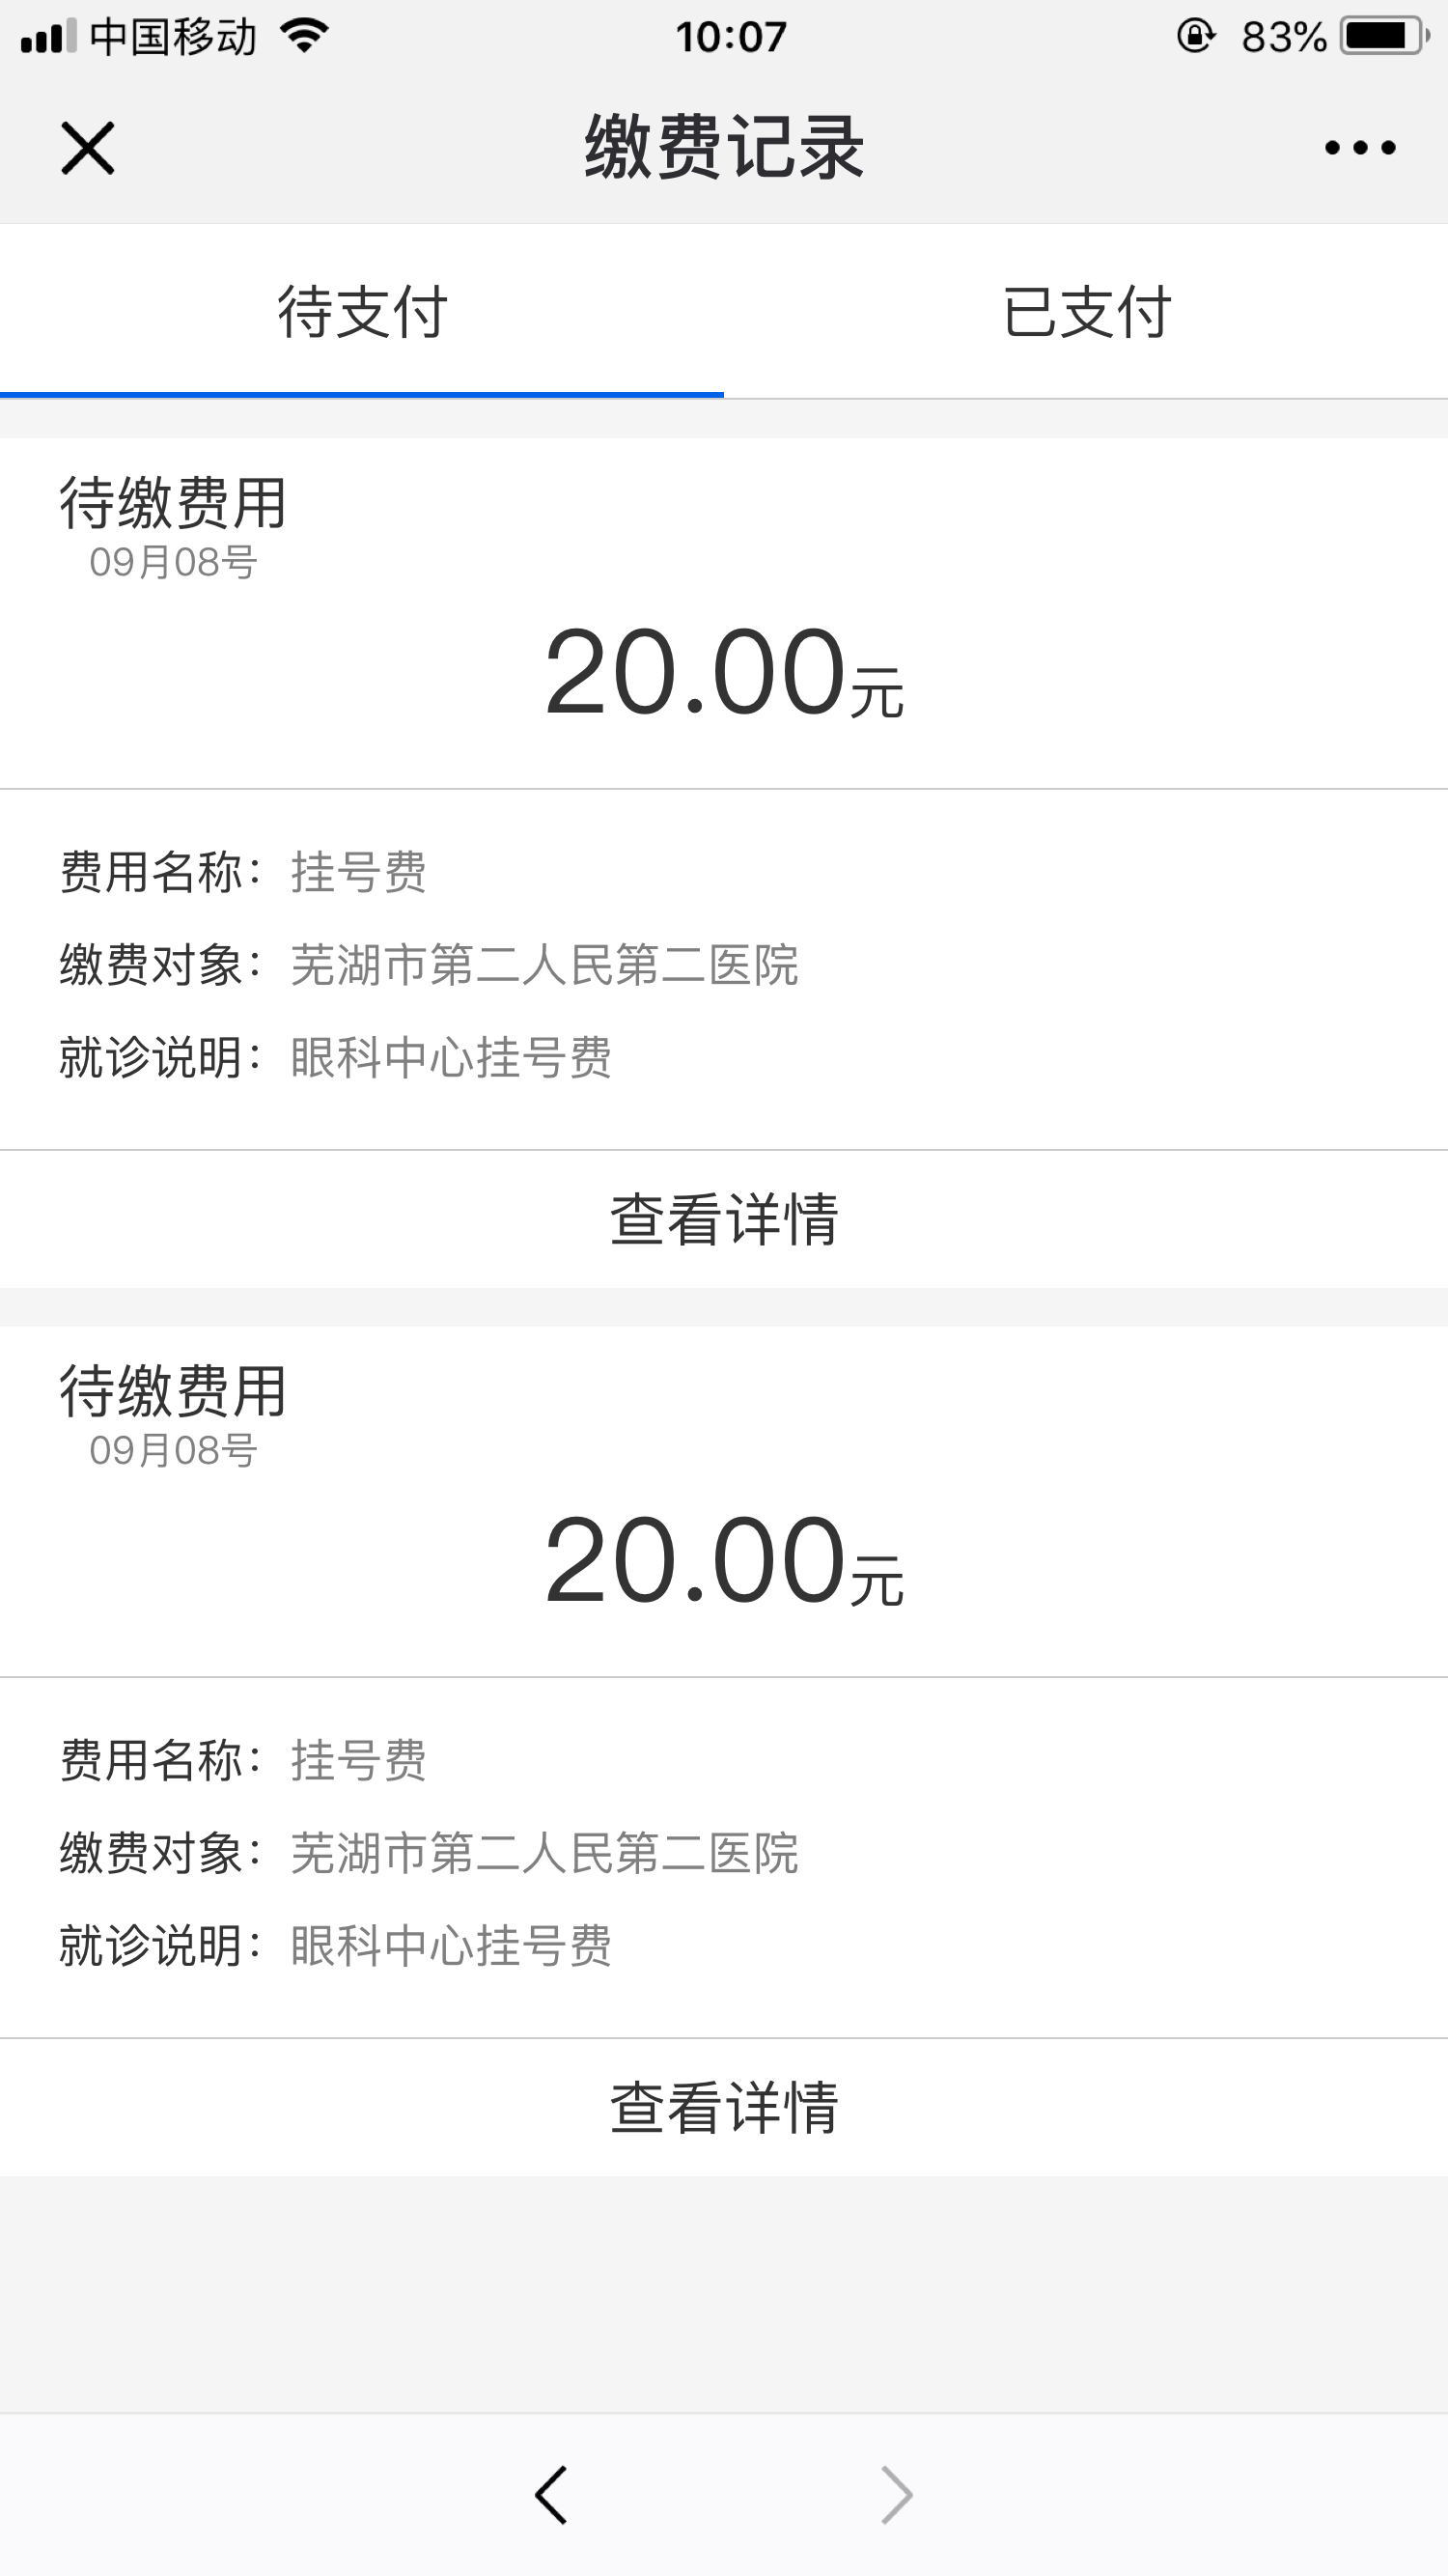 中国移动 10:07 83%
缴费记录
待支付 已支付
待缴费用
09月08号
20.00元
费用名称：挂号费
缴费对象：芜湖市第二人民第二医院
就诊说明：眼科中心挂号费
查看详情
待缴费用
09月08号
20.00元
费用名称：挂号费
缴费对象：芜湖市第二人民第二医院
就诊说明：眼科中心挂号费
查看详情